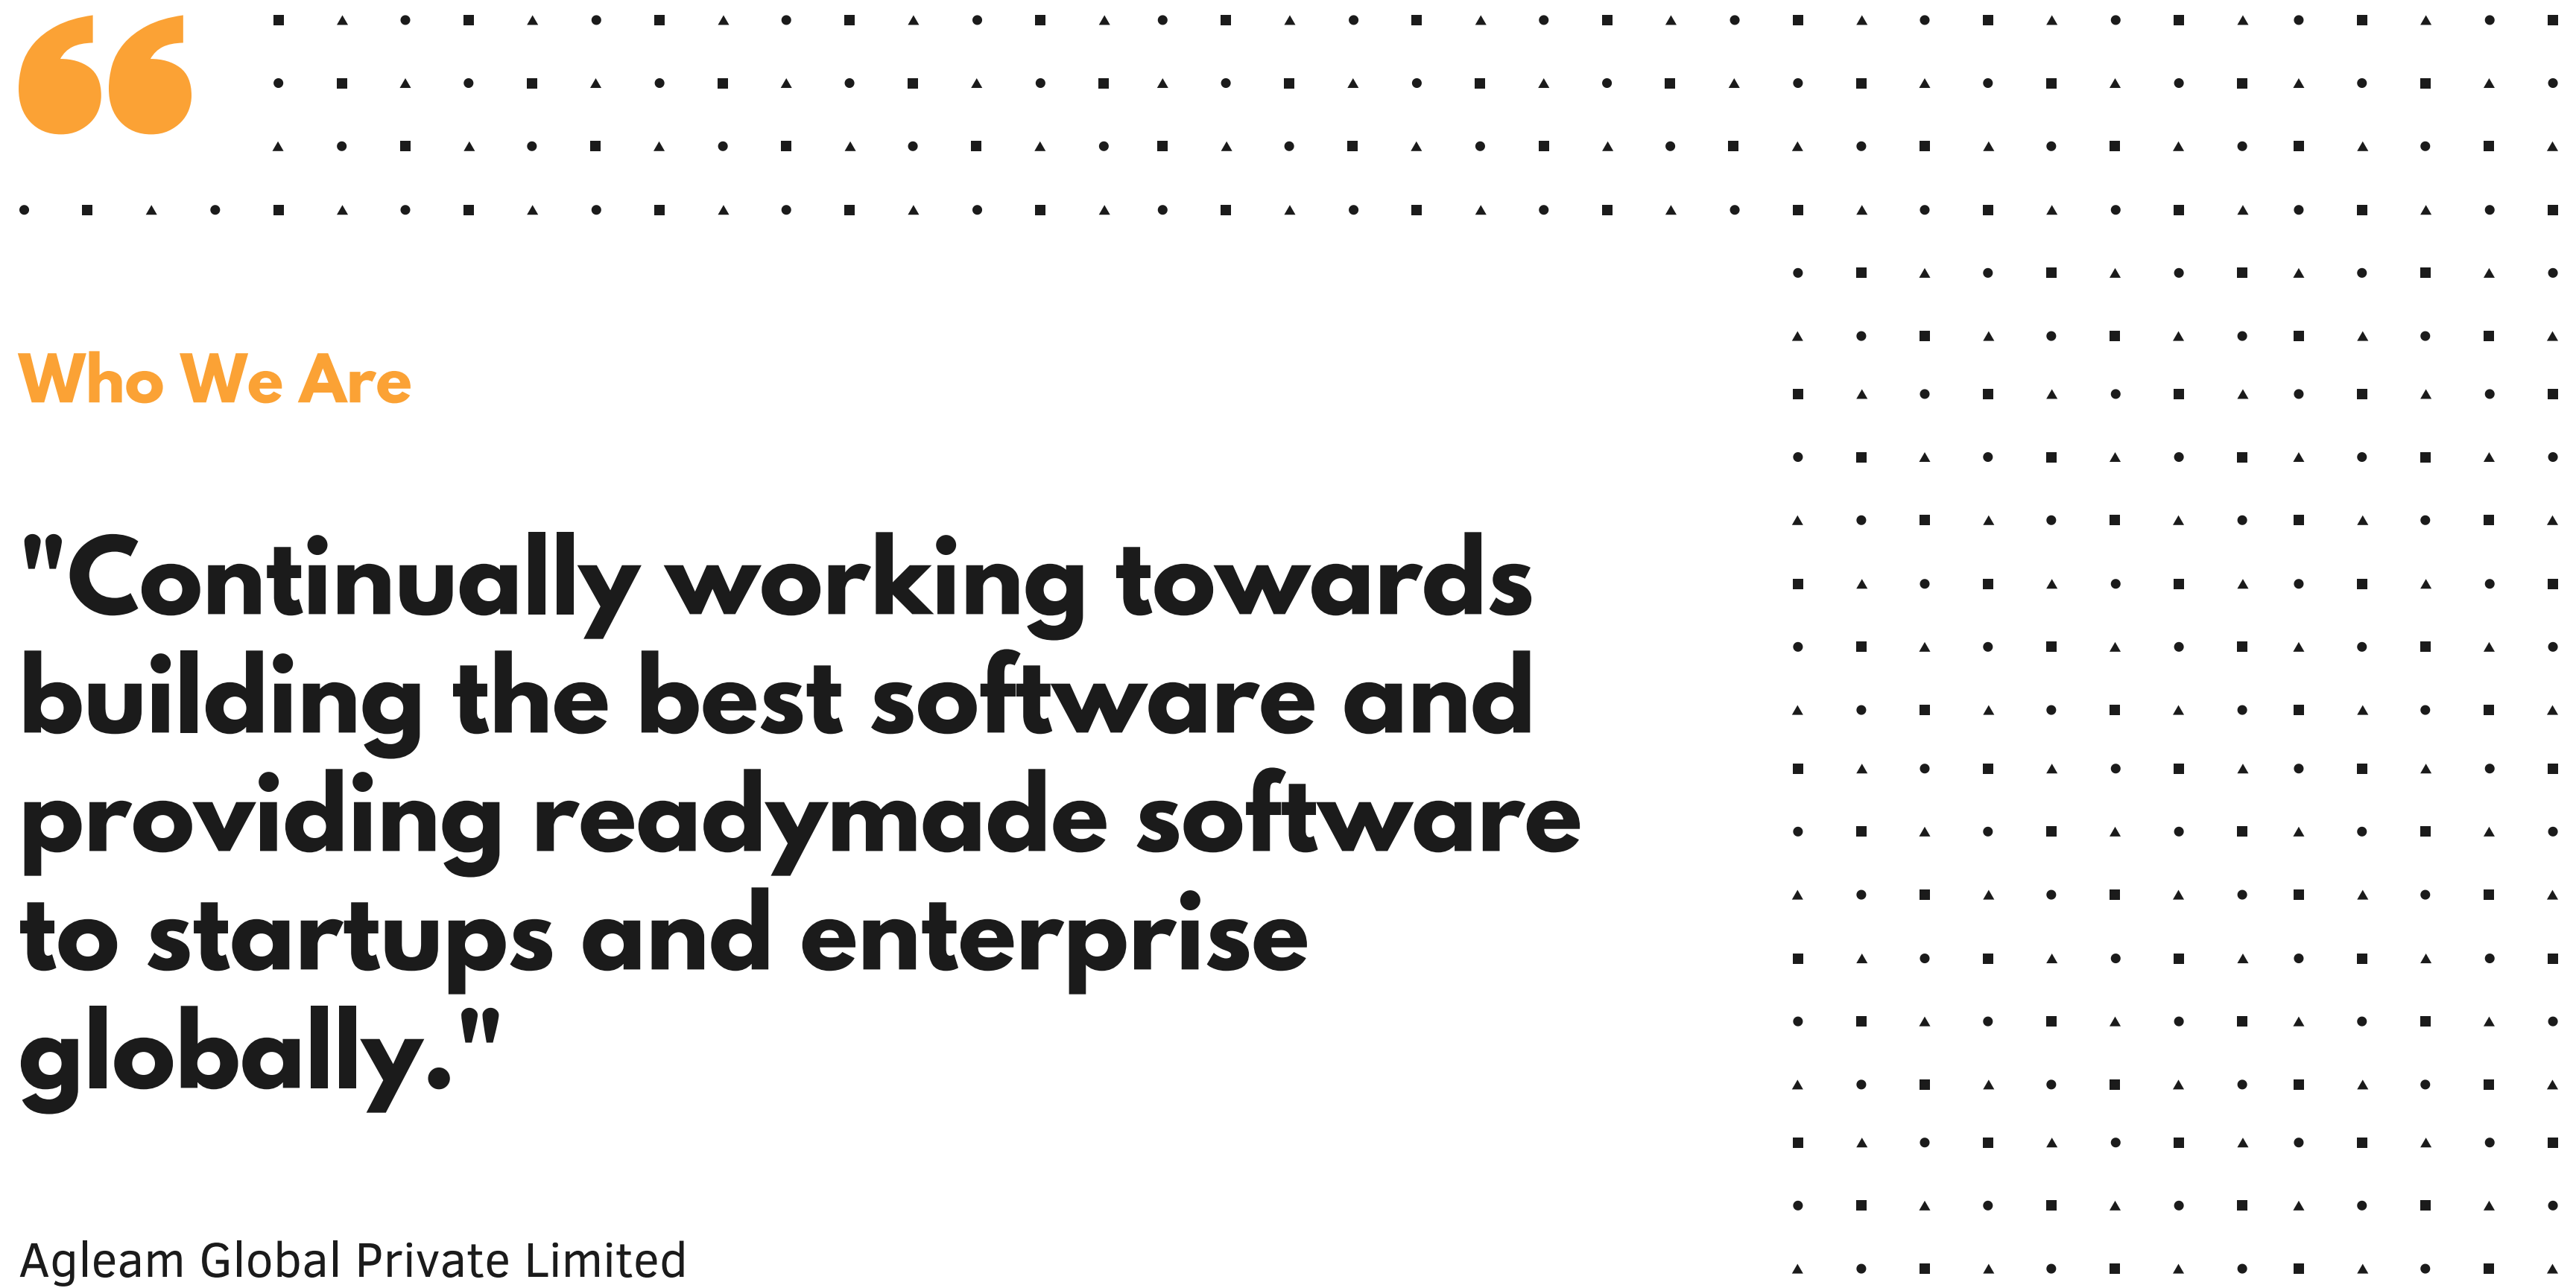 Who We Are
"Continually working towards
building the best software and
providing readymade software
to startups and enterprise
globally."
Agleam Global Private Limited